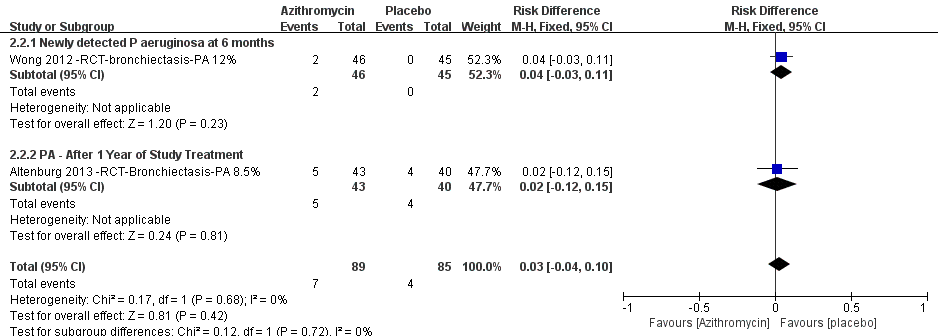 Azithromycin Placebo Risk Difference Risk Difference
Study or Subgroup Events Total Events Total Weight M-H, Fixed, 95% CI M-H, Fixed, 95% CI
2.2.1 Newly detected P aeruginosa at 6 months
Wong 2012 -RCT-bronchiectasis-PA 12% 2 46 0 45 52.3% 0.04 [-0.03, 0.11]
Subtotal (95% CI) 46 45 52.3% 0.04 [-0.03, 0.11]
Total events 2 0
Heterogeneity: Not applicable
Test for overall effect: Z = 1.20 (P = 0.23)
2.2.2 PA - After 1 Year of Study Treatment
Altenburg 2013 -RCT-Bronchiectasis-PA 8.5% 5 43 4 40 47.7% 0.02 [-0.12, 0.15]
Subtotal (95% CI) 43 40 47.7% 0.02 [-0.12, 0.15]
Total events 5 4
Heterogeneity: Not applicable
Test for overall effect: Z = 0.24 (P = 0.81)
Total (95% CI) 89 85 100.0% 0.03 [-0.04, 0.10]
Total events 7 4
Heterogeneity: Chi² = 0.17, df = 1 (P = 0.68); I² = 0%
Test for overall effect: Z = 0.81 (P = 0.42)
Test for subgroup differences: Chi² = 0.12, df = 1 (P = 0.72), I² = 0%
-1 -0.5 0 0.5 1
Favours [Azithromycin] Favours [placebo]